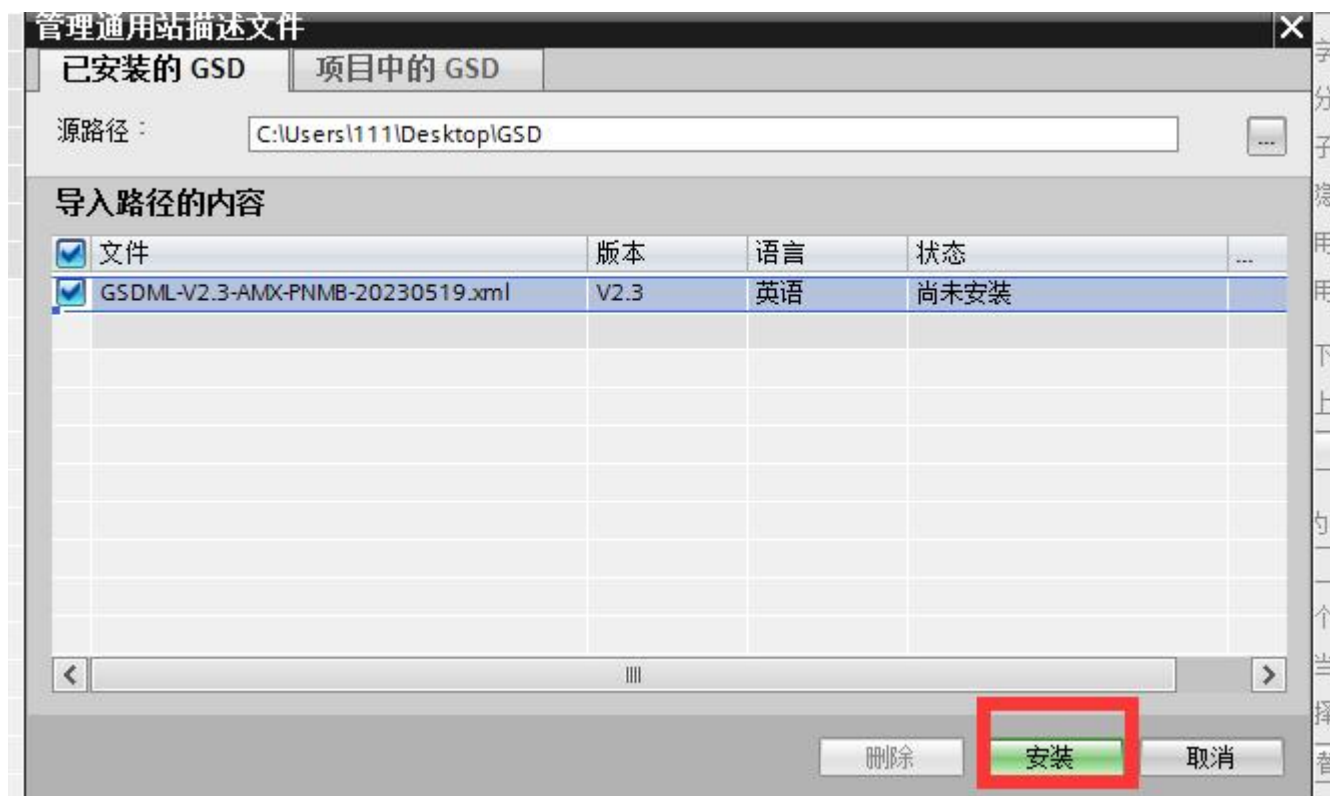 管理通用站描述文件
已安装的 GSD 项目中的 GSD
源路径： C:\Users\111\Desktop\GSD ...
导入路径的内容
文件 版本 语言 状态 ...
GSDML-V2.3-AMX-PNMB-20230519.xml V2.3 英语 尚未安装
删除 安装 取消